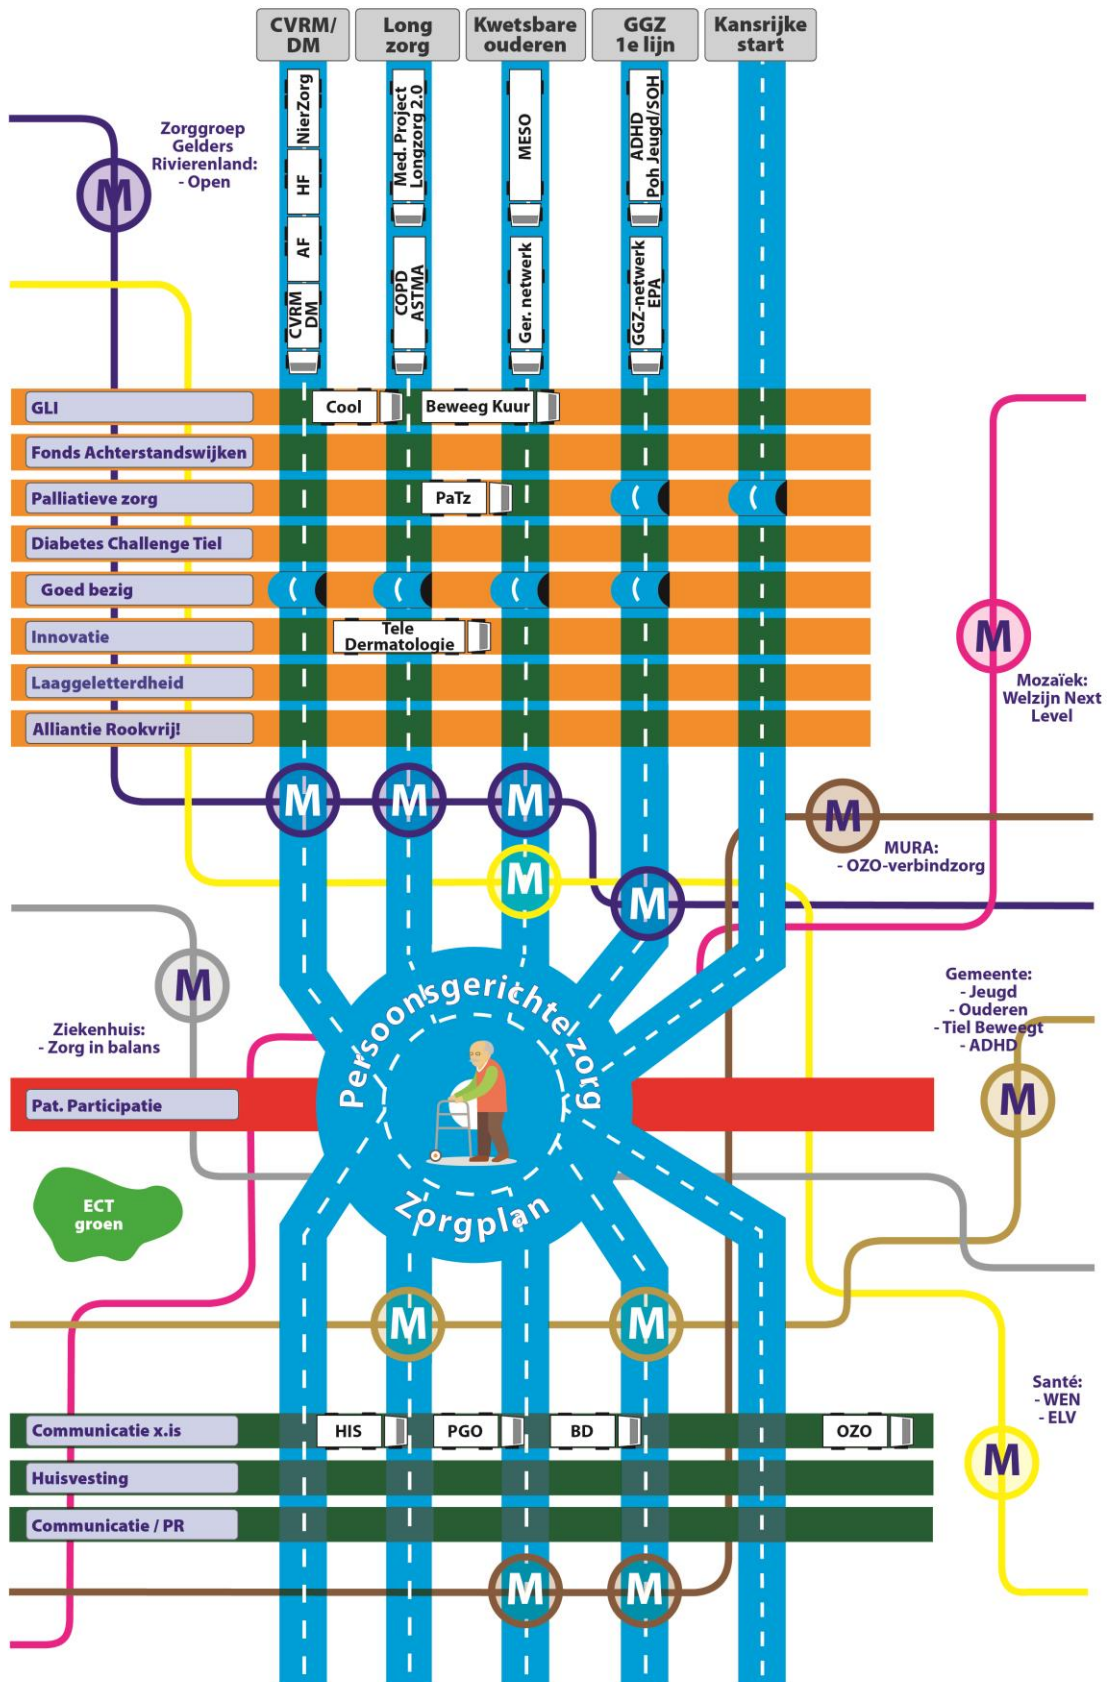 CVRM/
DM
Long
zorg
Kwetsbare
ouderen
GGZ
1e lijn
Kansrijke
start
NierZorg
HF
AF
CVRM
DM
Med. Project
Longzorg 2.0
COPD
ASTMA
MESO
Ger. netwerk
ADHD
Poh Jeugd/SOH
GGZ-netwerk
EPA
Zorggroep
Gelders
Rivierenland:
- Open
M
GLI
Cool
Beweeg Kuur
Fonds Achterstandswijken
Palliatieve zorg
PaTz
Diabetes Challenge Tiel
Goed bezig
Innovatie
Tele
Dermatologie
Laaggeletterdheid
Alliantie Rookvrij!
M
Mozaïek:
Welzijn Next
Level
M
M
M
M
MURA:
- OZO-verbindzorg
M
M
M
Ziekenhuis:
- Zorg in balans
Gemeente:
- Jeugd
- Ouderen
- Tiel Beweegt
- ADHD
M
Persoonsgerichte zorg
Zorgplan
Pat. Participatie
ECT
groen
M
M
Santé:
- WEN
- ELV
M
Communicatie x.is
HIS
PGO
BD
OZO
Huisvesting
Communicatie / PR
M
M